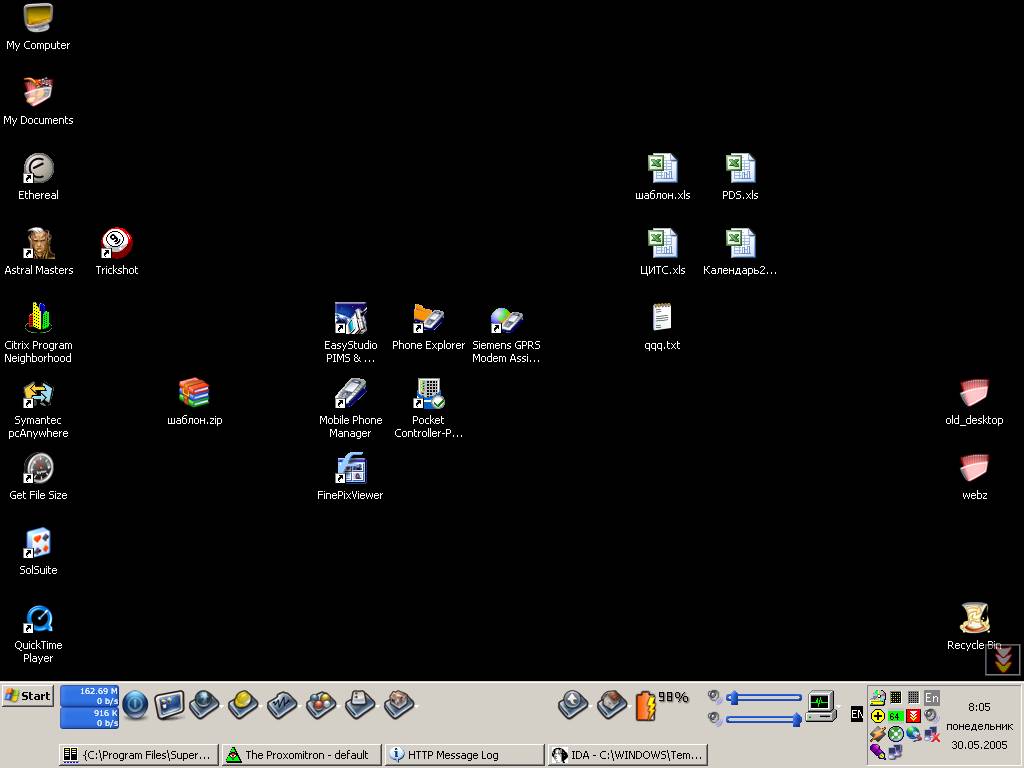 My Computer
My Documents
Ethereal
шаблон.xls
PDS.xls
Astral Masters
Trickshot
ЦИТС.xls
Календарь2...
Citrix Program
Neighborhood
EasyStudio
PIMS & ...
Phone Explorer
Siemens GPRS
Modem Assi...
qqq.txt
Symantec
pcAnywhere
шаблон.zip
Mobile Phone
Manager
Pocket
Controller-P...
old_desktop
Get File Size
FinePixViewer
webz
SolSuite
QuickTime
Player
Recycle Bin
Start
162.69 M
0 b/s
916 K
0 b/s
98%
EN
En
64
8:05
понедельник
30.05.2005
{C:\Program Files\Super...
The Proxomitron - default
HTTP Message Log
IDA - C:\WINDOWS\Tem...